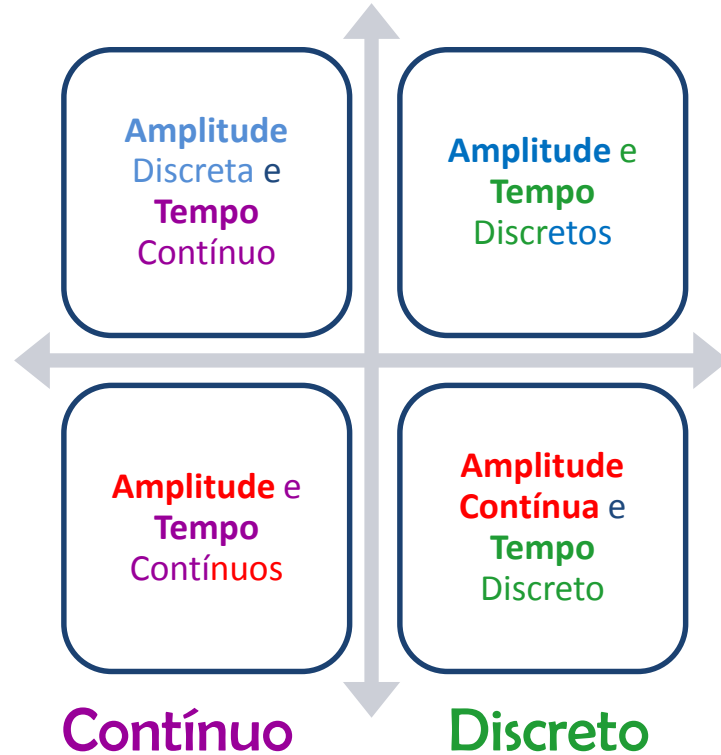 Amplitude
Discreta e
Tempo
Contínuo
Amplitude e
Tempo
Discretos
Amplitude e
Tempo
Contínuos
Amplitude
Contínua e
Tempo
Discreto
Contínuo
Discreto